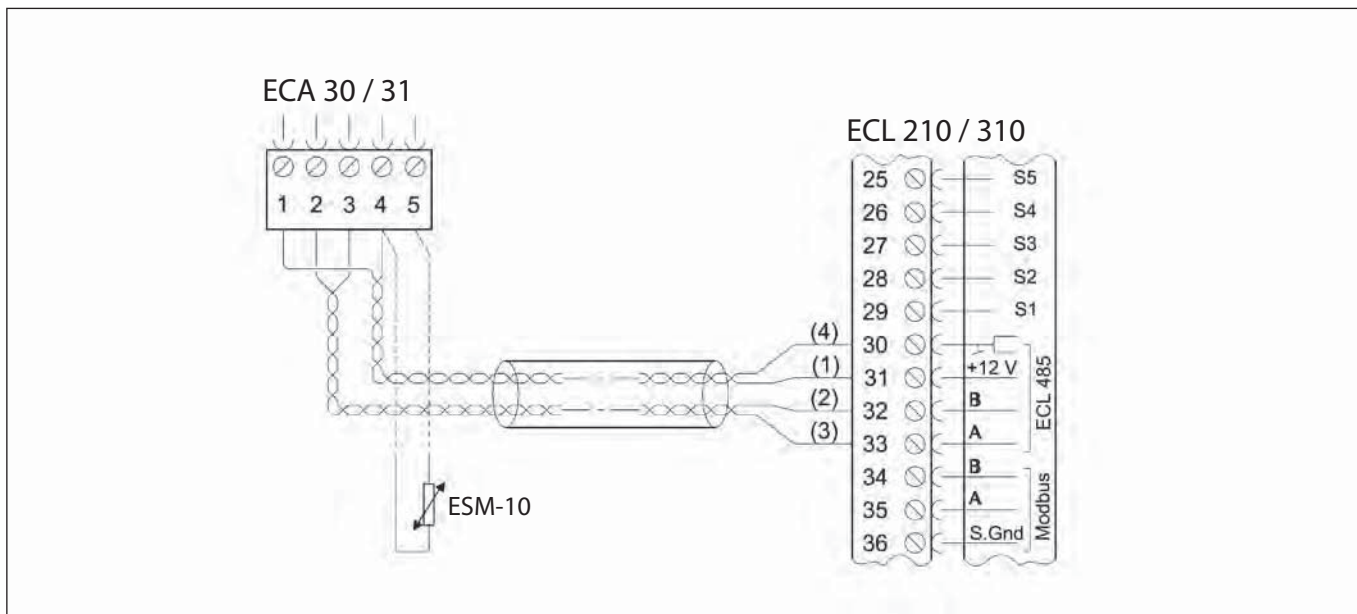 ECA 30 / 31
1 2 3 4 5
ECL 210 / 310
25 S5
26 S4
27 S3
28 S2
29 S1
(4) 30
(1) 31 +12 V
(2) 32 B
(3) 33 A
ECL 485
34 B
35 A
36 S.Gnd
Modbus
ESM-10